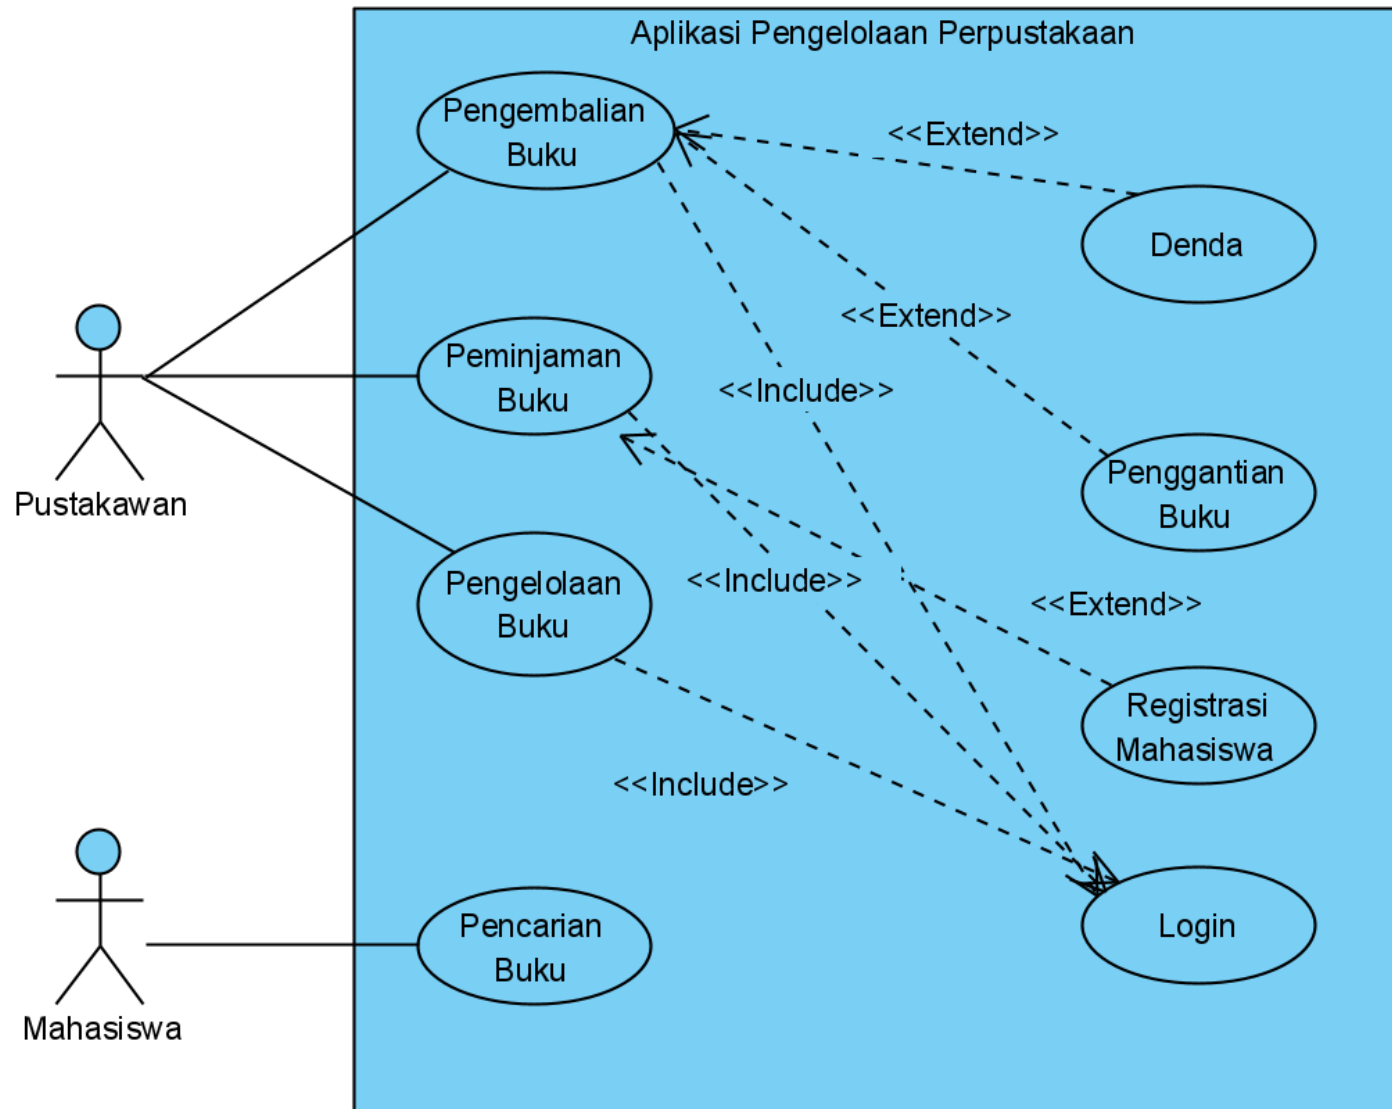 Aplikasi Pengelolaan Perpustakaan
Pengembalian
Buku
<<Extend>>
Denda
<<Extend>>
Peminjaman
Buku
<<Include>>
Penggantian
Buku
Pustakawan
Pengelolaan
Buku
<<Include>>
<<Extend>>
Registrasi
Mahasiswa
<<Include>>
Pencarian
Buku
Login
Mahasiswa